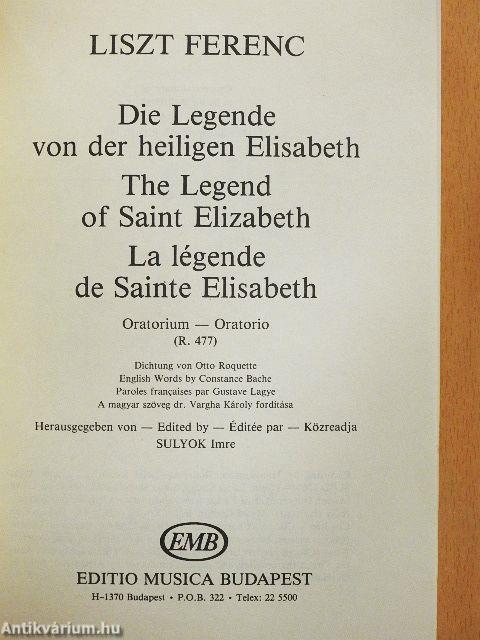 LISZT FERENC
Die Legende
von der heiligen Elisabeth
The Legend
of Saint Elizabeth
La légende
de Sainte Elisabeth
Oratorium — Oratorio
(R. 477)
Dichtung von Otto Roquette
English Words by Constance Bache
Paroles françaises par Gustave Lagye
A magyar szöveg dr. Vargha Károly fordítása
Herausgegeben von — Edited by — Éditée par — Közreadja
SULYOK Imre
EMB
EDITIO MUSICA BUDAPEST
H–1370 Budapest • P.O.B. 322 • Telex: 22 5500
Antikvárium.hu